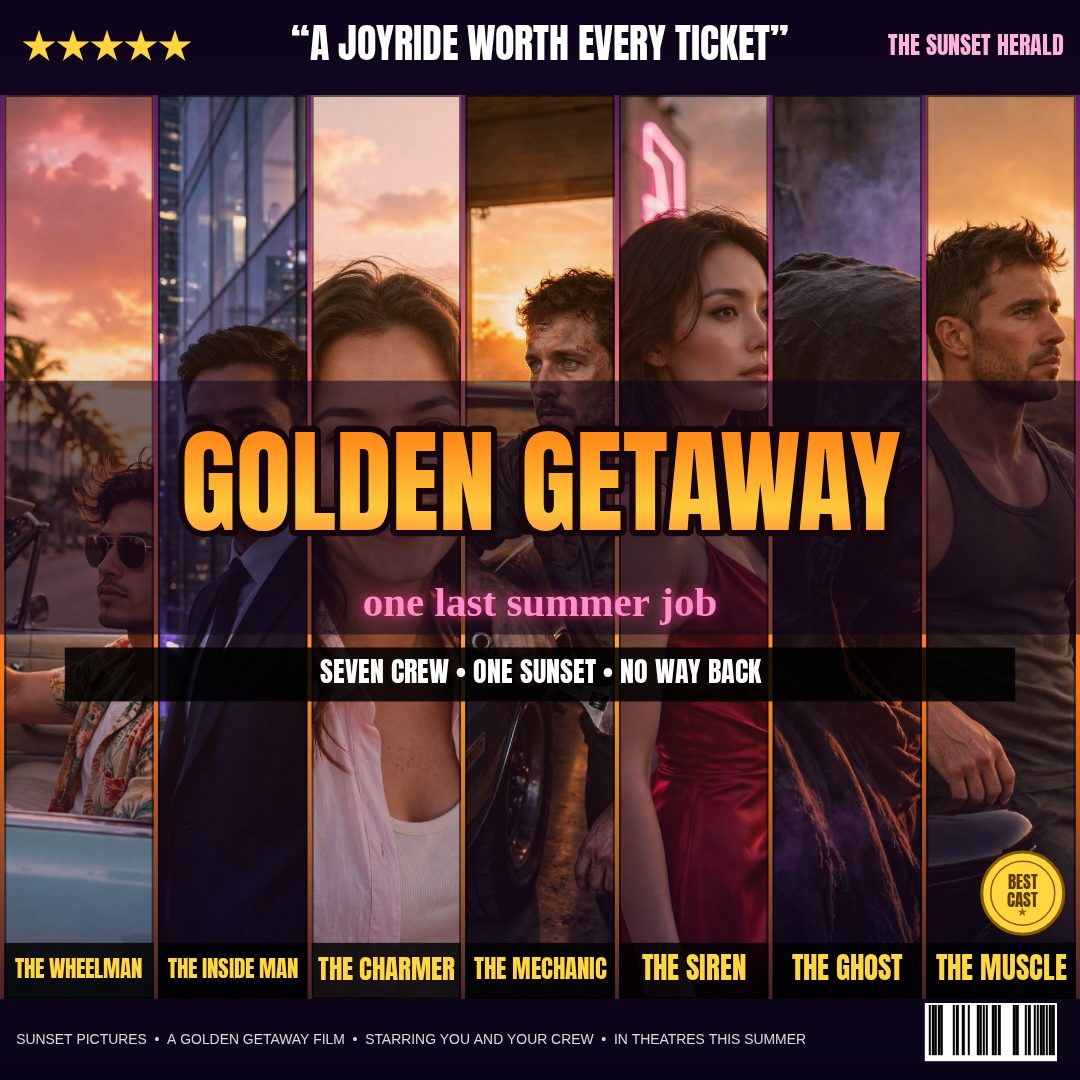 “A JOYRIDE WORTH EVERY TICKET”
THE SUNSET HERALD
GOLDEN GETAWAY
one last summer job
SEVEN CREW • ONE SUNSET • NO WAY BACK
BEST
CAST
THE WHEELMAN
THE INSIDE MAN
THE CHARMER
THE MECHANIC
THE SIREN
THE GHOST
THE MUSCLE
SUNSET PICTURES • A GOLDEN GETAWAY FILM • STARRING YOU AND YOUR CREW • IN THEATRES THIS SUMMER